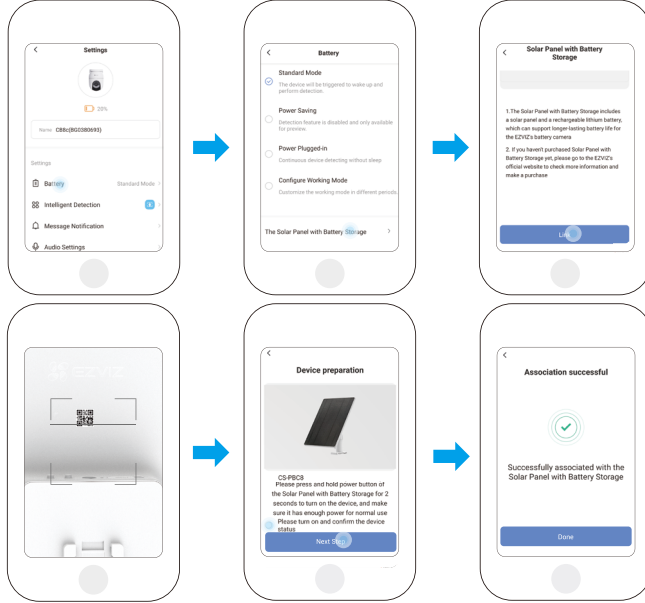 Settings
20%
Name C88c(BG0380693)
Settings
Battery
Standard Mode
Intelligent Detection
Message Notification
Audio Settings
Battery
Standard Mode
The device will be triggered to wake up and
perform detection.
Power Saving
Detection feature is disabled and only available
for preview.
Power Plugged-in
Continuous device detecting without sleep
Configure Working Mode
Customize the working mode in different periods.
The Solar Panel with Battery Storage
Solar Panel with Battery
Storage
1.The Solar Panel with Battery Storage includes
a solar panel and a rechargeable lithium battery,
which can support longer-lasting battery life for
the EZVIZ's battery camera.
2. If you haven't purchased Solar Panel with
Battery Storage yet, please go to the EZVIZ's
official website to check more information and
make a purchase
Link
EZVIZ
Device preparation
CS-PBC8
Please press and hold power button of
the Solar Panel with Battery Storage for 2
seconds to turn on the device, and make
sure it has enough power for normal use
Please turn on and confirm the device
status
Next Step
Association successful
Successfully associated with the
Solar Panel with Battery Storage
Done